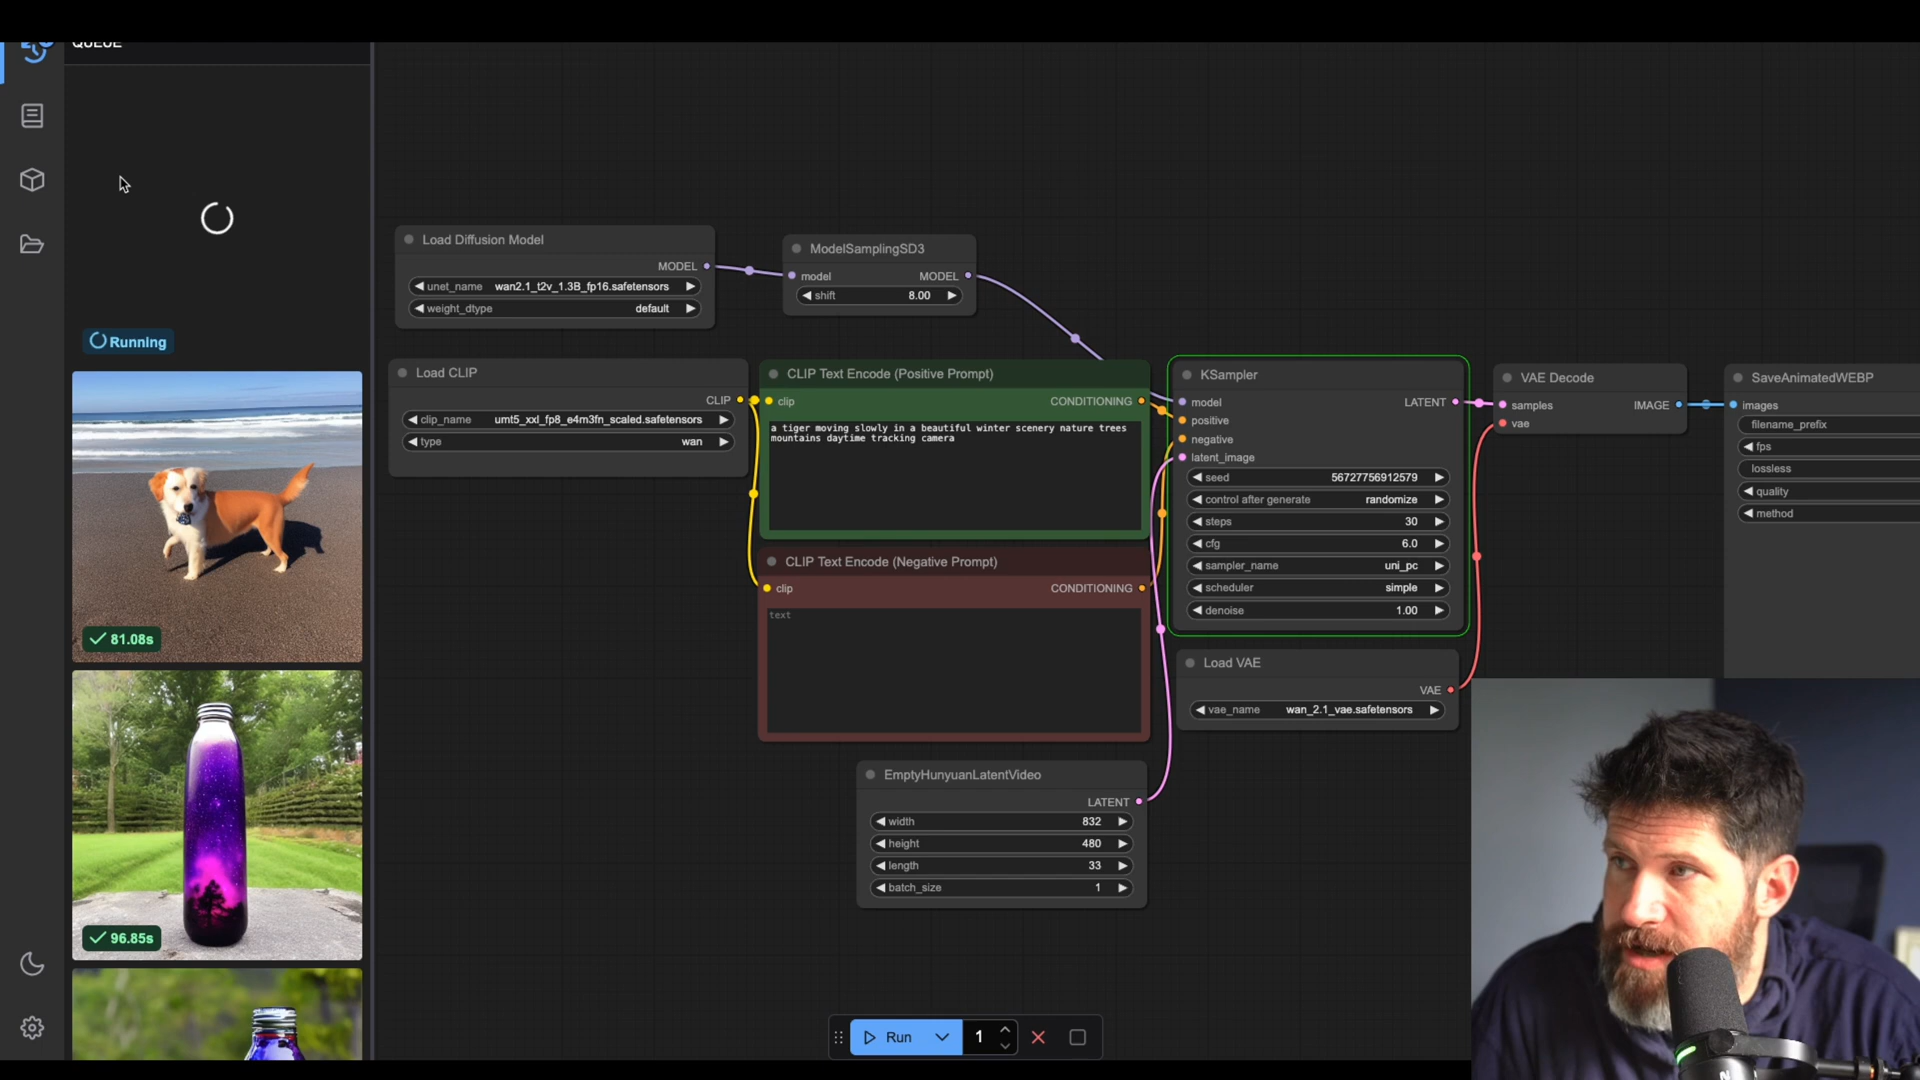 QUEUE
Running
81.08s
96.85s
Load Diffusion Model
MODEL
unet_name wan2.1_t2v_1.3B_fp16.safetensors
weight_dtype default
ModelSamplingSD3
model MODEL
shift 8.00
Load CLIP
CLIP
clip_name umt5_xxl_fp8_e4m3fn_scaled.safetensors
type wan
CLIP Text Encode (Positive Prompt)
clip CONDITIONING
a tiger moving slowly in a beautiful winter scenery nature trees
mountains daytime tracking camera
CLIP Text Encode (Negative Prompt)
clip CONDITIONING
text
EmptyHunyuanLatentVideo
LATENT
width 832
height 480
length 33
batch_size 1
KSampler
model LATENT
positive
negative
latent_image
seed 56727756912579
control after generate randomize
steps 30
cfg 6.0
sampler_name uni_pc
scheduler simple
denoise 1.00
Load VAE
VAE
vae_name wan_2.1_vae.safetensors
VAE Decode
samples IMAGE
vae
SaveAnimatedWEBP
images
filename_prefix
fps
lossless
quality
method
Run 1